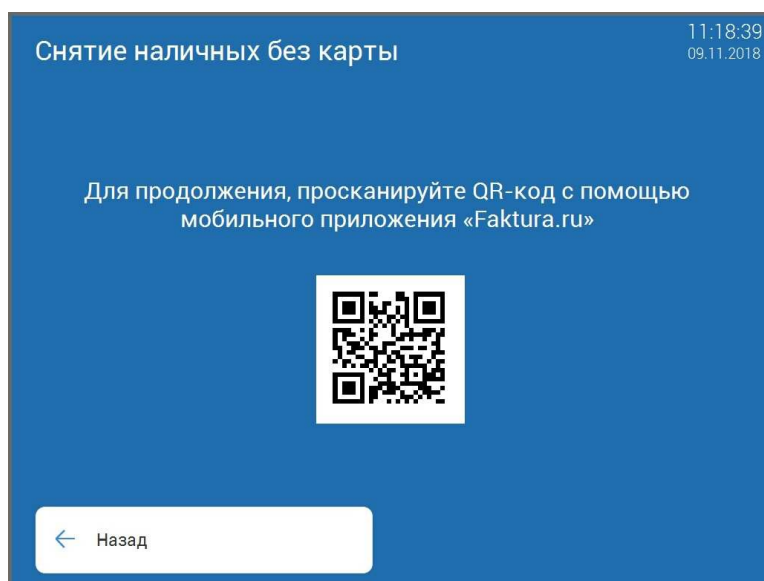 Снятие наличных без карты
11:18:39
09.11.2018
Для продолжения, просканируйте QR-код с помощью
мобильного приложения «Faktura.ru»
Назад